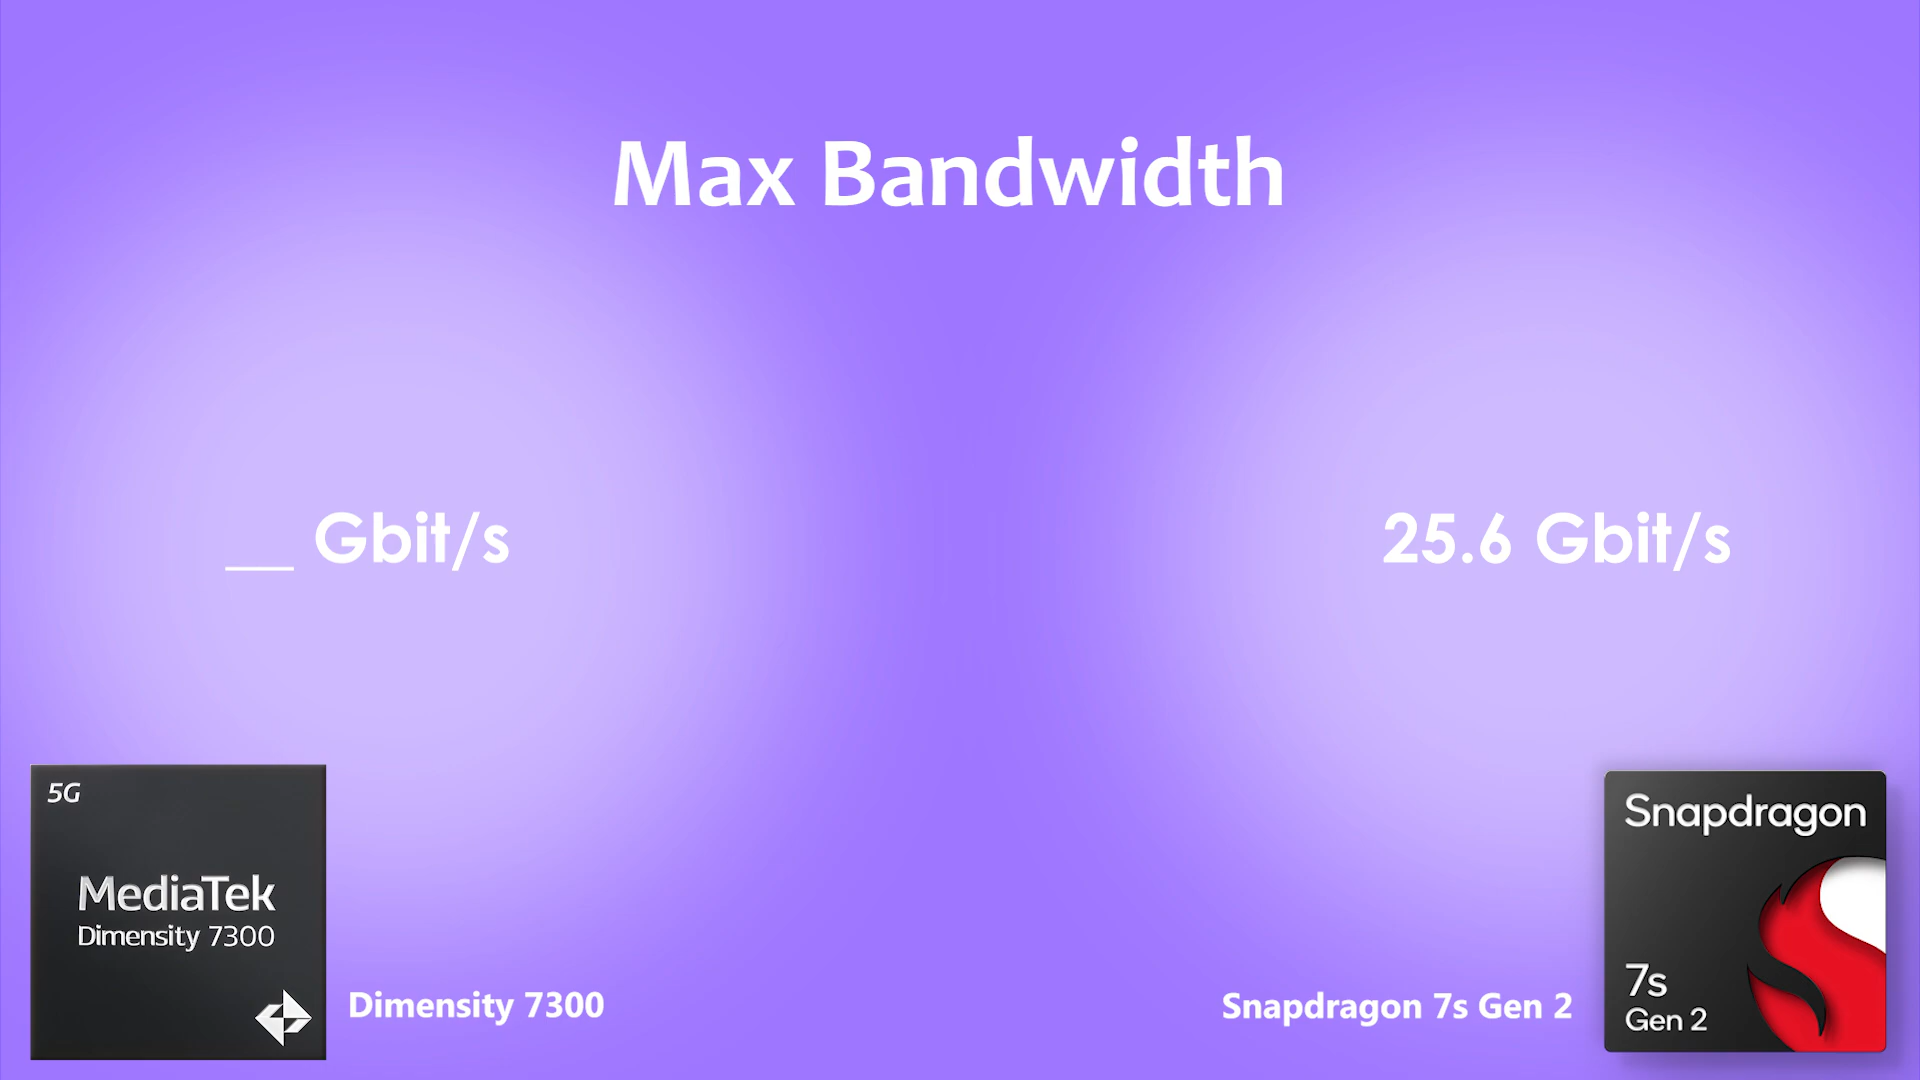 Max Bandwidth
__ Gbit/s
25.6 Gbit/s
5G
MediaTek
Dimensity 7300
Dimensity 7300
Snapdragon 7s Gen 2
Snapdragon
7s
Gen 2